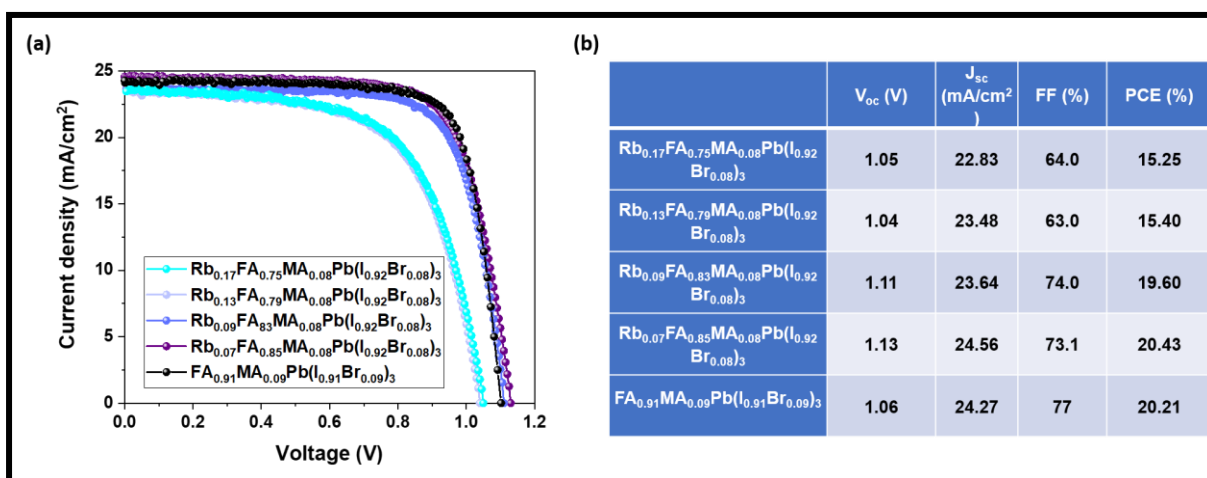 (a)
25
20
15
10
5
0
0.0 0.2 0.4 0.6 0.8 1.0 1.2
Current density (mA/cm²)
Voltage (V)
Rb₀.₁₇FA₀.₇₅MA₀.₀₈Pb(I₀.₉₂Br₀.₀₈)₃
Rb₀.₁₃FA₀.₇₉MA₀.₀₈Pb(I₀.₉₂Br₀.₀₈)₃
Rb₀.₀₉FA₈₃MA₀.₀₈Pb(I₀.₉₂Br₀.₀₈)₃
Rb₀.₀₇FA₀.₈₅MA₀.₀₈Pb(I₀.₉₂Br₀.₀₈)₃
FA₀.₉₁MA₀.₀₉Pb(I₀.₉₁Br₀.₀₉)₃
(b)
Voc (V) Jsc FF (%) PCE (%)
(mA/cm²
)
Rb₀.₁₇FA₀.₇₅MA₀.₀₈Pb(I₀.₉₂
Br₀.₀₈)₃ 1.05 22.83 64.0 15.25
Rb₀.₁₃FA₀.₇₉MA₀.₀₈Pb(I₀.₉₂
Br₀.₀₈)₃ 1.04 23.48 63.0 15.40
Rb₀.₀₉FA₀.₈₃MA₀.₀₈Pb(I₀.₉₂
Br₀.₀₈)₃ 1.11 23.64 74.0 19.60
Rb₀.₀₇FA₀.₈₅MA₀.₀₈Pb(I₀.₉₂
Br₀.₀₈)₃ 1.13 24.56 73.1 20.43
FA₀.₉₁MA₀.₀₉Pb(I₀.₉₁Br₀.₀₉)₃ 1.06 24.27 77 20.21